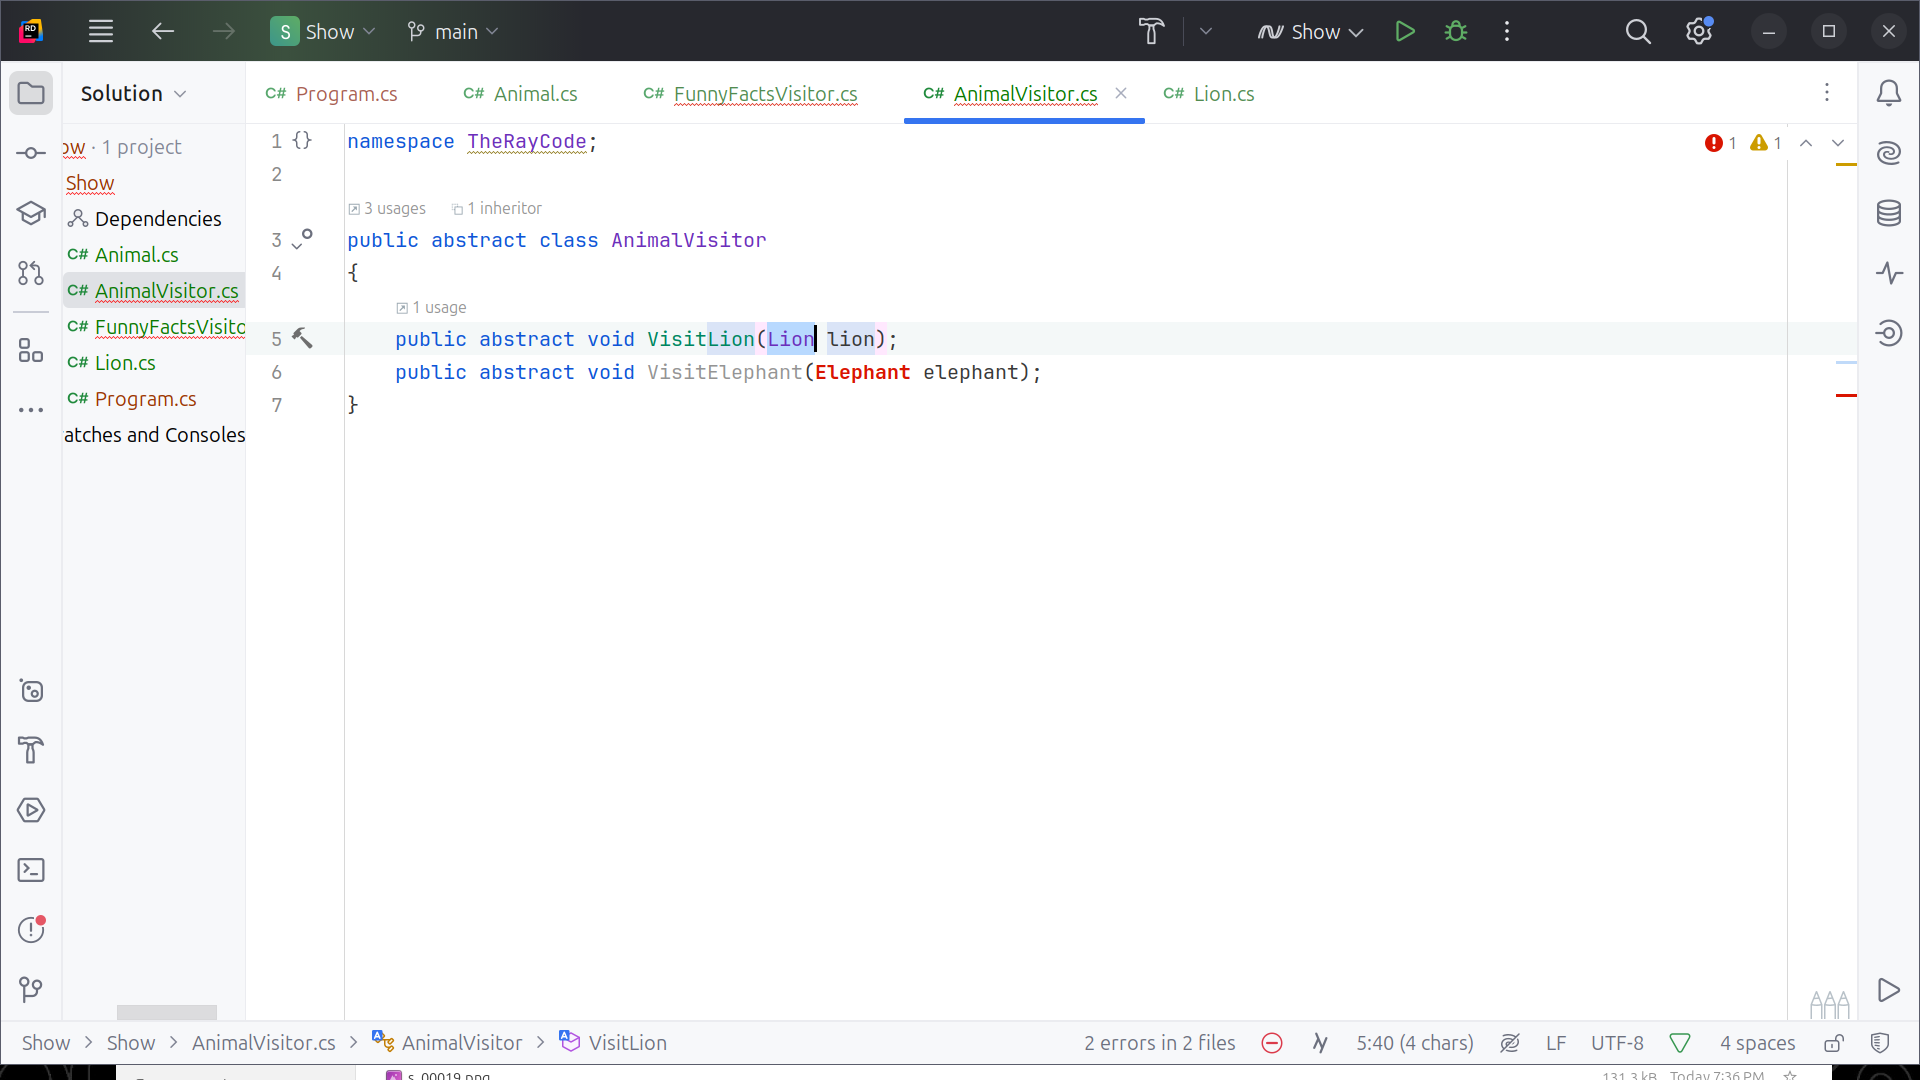 RD
S Show
main
Show
Solution
C# Program.cs
C# Animal.cs
C# FunnyFactsVisitor.cs
C# AnimalVisitor.cs
C# Lion.cs
ow · 1 project
Show
Dependencies
C# Animal.cs
C# AnimalVisitor.cs
C# FunnyFactsVisito
C# Lion.cs
C# Program.cs
atches and Consoles
1 {} namespace TheRayCode;
1 1
2
3 usages 1 inheritor
3 public abstract class AnimalVisitor
4 {
1 usage
5 public abstract void VisitLion(Lion lion);
6 public abstract void VisitElephant(Elephant elephant);
7 }
Show > Show > AnimalVisitor.cs > AnimalVisitor > VisitLion
2 errors in 2 files
5:40 (4 chars)
LF
UTF-8
4 spaces
s_00019.png
131.3 kB Today 7:36 PM